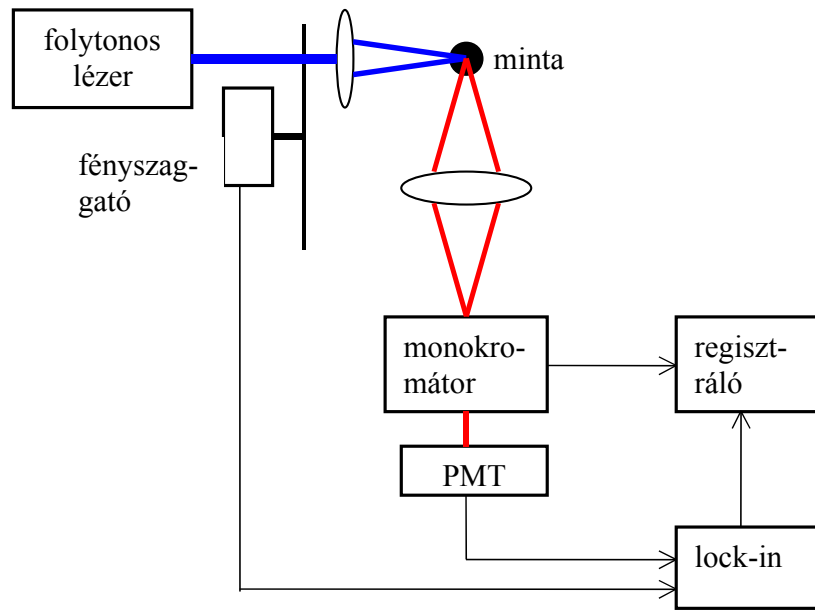 folytonos
lézer
minta
fényszag-
gató
monokro-
mátor
regiszt-
ráló
PMT
lock-in